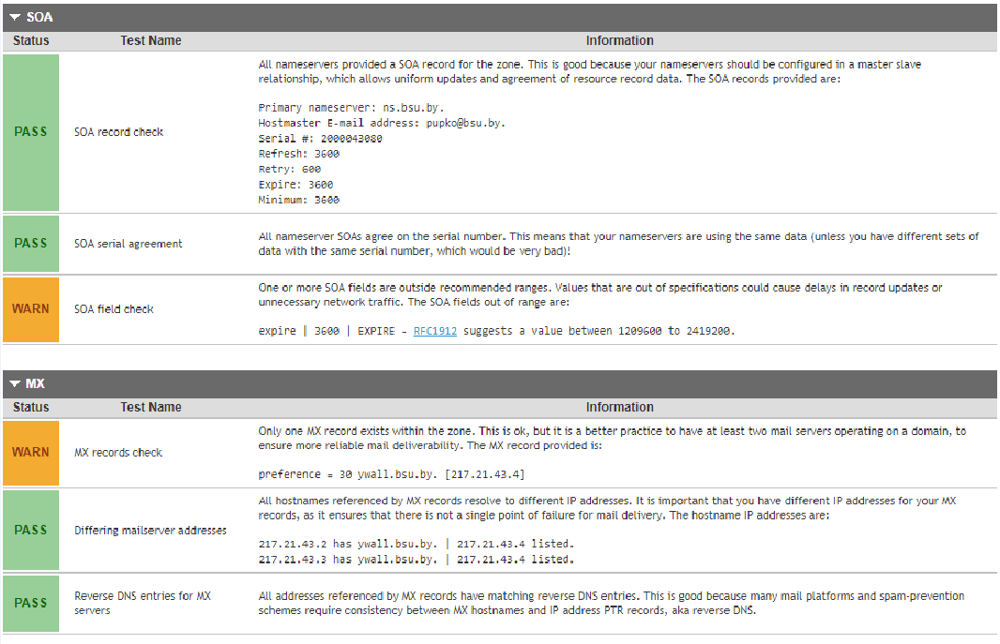 SOA
Status Test Name Information
PASS SOA record check
All nameservers provided a SOA record for the zone. This is good because your nameservers should be configured in a master slave
relationship, which allows uniform updates and agreement of resource record data. The SOA records provided are:
Primary nameserver: ns.bsu.by.
Hostmaster E-mail address: pupko@bsu.by.
Serial #: 2000043080
Refresh: 3600
Retry: 600
Expire: 3600
Minimum: 3600
PASS SOA serial agreement
All nameserver SOAs agree on the serial number. This means that your nameservers are using the same data (unless you have different sets of
data with the same serial number, which would be very bad)!
WARN SOA field check
One or more SOA fields are outside recommended ranges. Values that are out of specifications could cause delays in record updates or
unnecessary network traffic. The SOA fields out of range are:
expire | 3600 | EXPIRE - RFC1912 suggests a value between 1209600 to 2419200.
MX
Status Test Name Information
WARN MX records check
Only one MX record exists within the zone. This is ok, but it is a better practice to have at least two mail servers operating on a domain, to
ensure more reliable mail deliverability. The MX record provided is:
preference = 30 ywall.bsu.by. [217.21.43.4]
PASS Differing mailserver addresses
All hostnames referenced by MX records resolve to different IP addresses. It is important that you have different IP addresses for your MX
records, as it ensures that there is not a single point of failure for mail delivery. The hostname IP addresses are:
217.21.43.2 has ywall.bsu.by. | 217.21.43.4 listed.
217.21.43.3 has ywall.bsu.by. | 217.21.43.4 listed.
PASS Reverse DNS entries for MX
servers
All addresses referenced by MX records have matching reverse DNS entries. This is good because many mail platforms and spam-prevention
schemes require consistency between MX hostnames and IP address PTR records, aka reverse DNS.